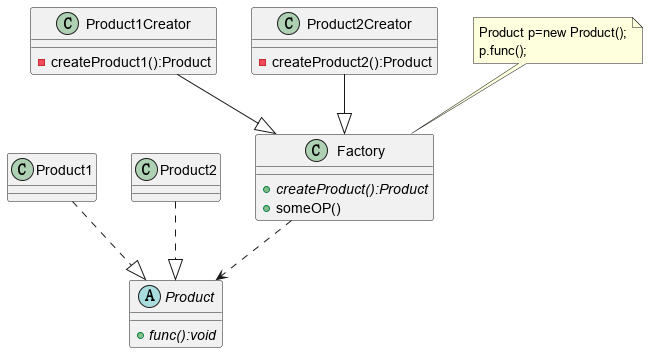 C Product1Creator
createProduct1():Product
C Product2Creator
createProduct2():Product
Product p=new Product();
p.func();
C Product1
C Product2
C Factory
createProduct():Product
someOP()
A Product
func():void